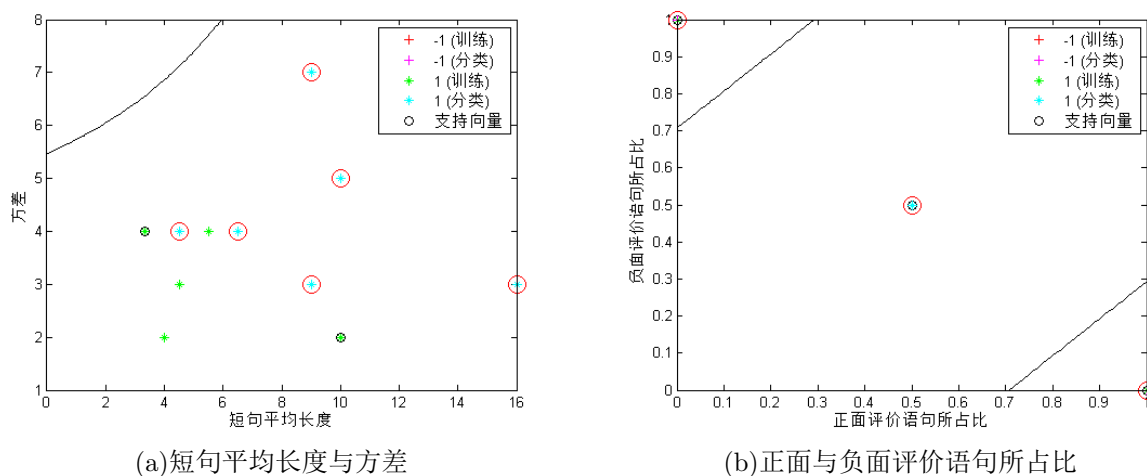 8
7
6
5
4
3
2
1
方差
0
2
4
6
8
10
12
14
16
短句平均长度
-1 (训练)
-1 (分类)
1 (训练)
1 (分类)
支持向量
(a)短句平均长度与方差
1
0.9
0.8
0.7
0.6
0.5
0.4
0.3
0.2
0.1
0
负面评价语句所占比
0
0.1
0.2
0.3
0.4
0.5
0.6
0.7
0.8
0.9
正面评价语句所占比
-1 (训练)
-1 (分类)
1 (训练)
1 (分类)
支持向量
(b)正面与负面评价语句所占比